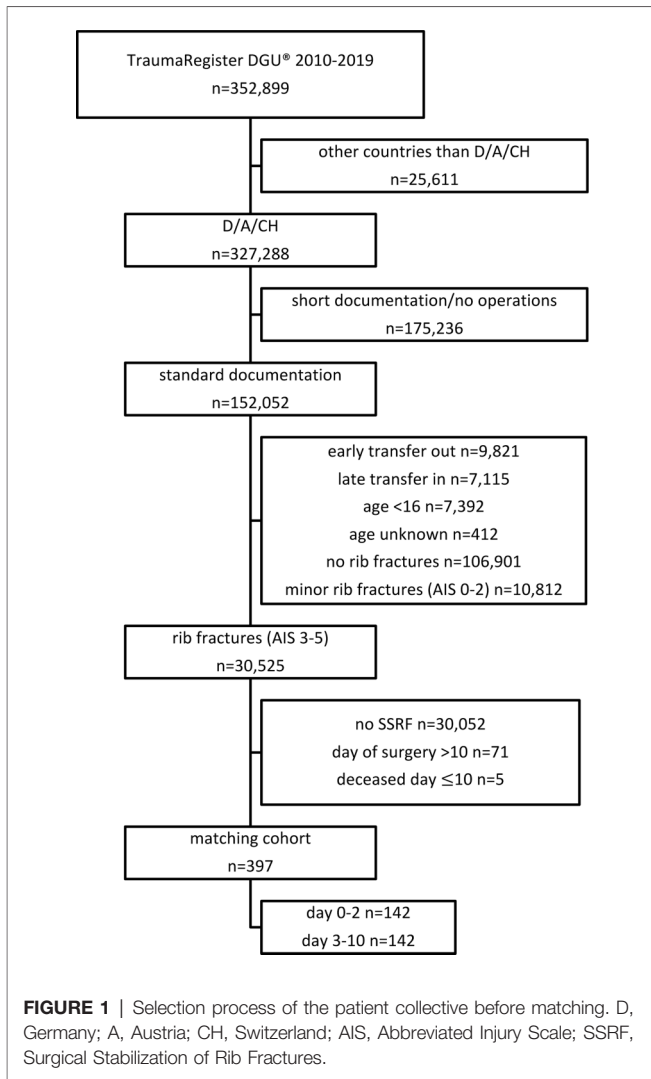 TraumaRegister DGU® 2010-2019
n=352,899
other countries than D/A/CH
n=25,611
D/A/CH
n=327,288
short documentation/no operations
n=175,236
standard documentation
n=152,052
early transfer out n=9,821
late transfer in n=7,115
age <16 n=7,392
age unknown n=412
no rib fractures n=106,901
minor rib fractures (AIS 0-2) n=10,812
rib fractures (AIS 3-5)
n=30,525
no SSRF n=30,052
day of surgery >10 n=71
deceased day ≤10 n=5
matching cohort
n=397
day 0-2 n=142
day 3-10 n=142
FIGURE 1 | Selection process of the patient collective before matching. D,
Germany; A, Austria; CH, Switzerland; AIS, Abbreviated Injury Scale; SSRF,
Surgical Stabilization of Rib Fractures.